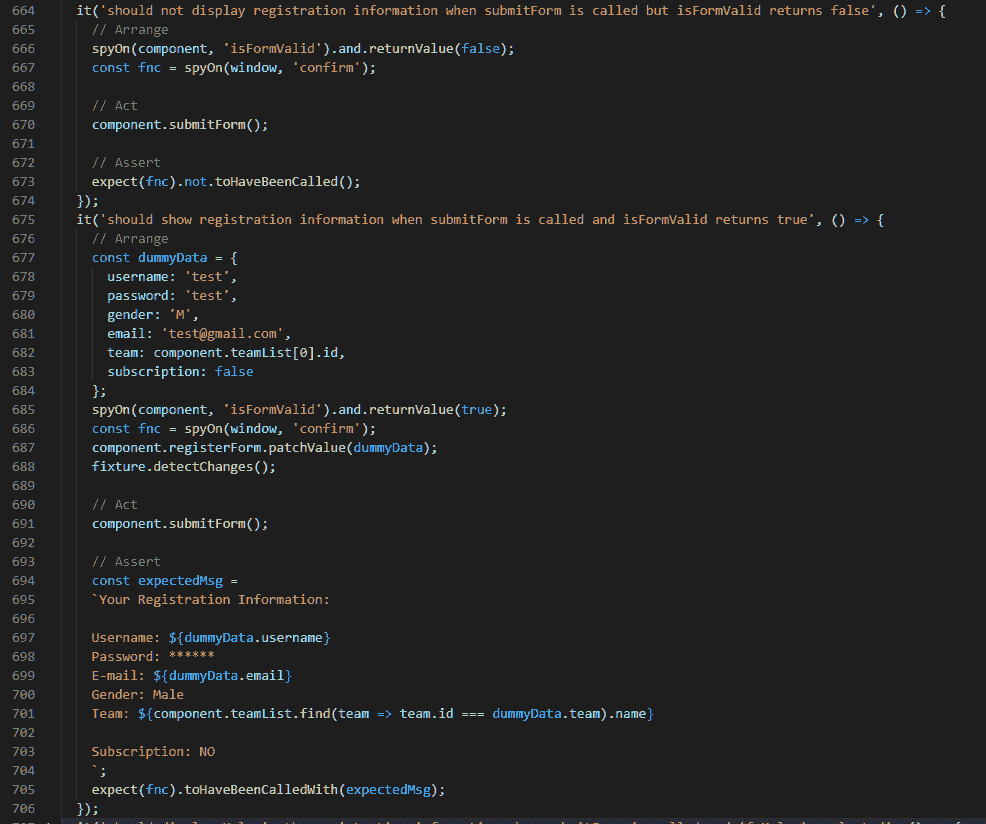 664 it('should not display registration information when submitForm is called but isFormValid returns false', () => {
665 // Arrange
666 spyOn(component, 'isFormValid').and.returnValue(false);
667 const fnc = spyOn(window, 'confirm');
668
669 // Act
670 component.submitForm();
671
672 // Assert
673 expect(fnc).not.toHaveBeenCalled();
674 });
675 it('should show registration information when submitForm is called and isFormValid returns true', () => {
676 // Arrange
677 const dummyData = {
678 username: 'test',
679 password: 'test',
680 gender: 'M',
681 email: 'test@gmail.com',
682 team: component.teamList[0].id,
683 subscription: false
684 };
685 spyOn(component, 'isFormValid').and.returnValue(true);
686 const fnc = spyOn(window, 'confirm');
687 component.registerForm.patchValue(dummyData);
688 fixture.detectChanges();
689
690 // Act
691 component.submitForm();
692
693 // Assert
694 const expectedMsg =
695 `Your Registration Information:
696
697 Username: ${dummyData.username}
698 Password: ******
699 E-mail: ${dummyData.email}
700 Gender: Male
701 Team: ${component.teamList.find(team => team.id === dummyData.team).name}
702
703 Subscription: NO
704 `;
705 expect(fnc).toHaveBeenCalledWith(expectedMsg);
706 });